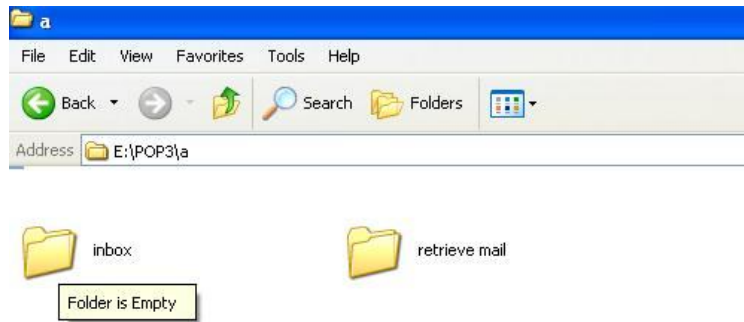 a
File Edit View Favorites Tools Help
Back Search Folders
Address E:\POP3\a
inbox retrieve mail
Folder is Empty